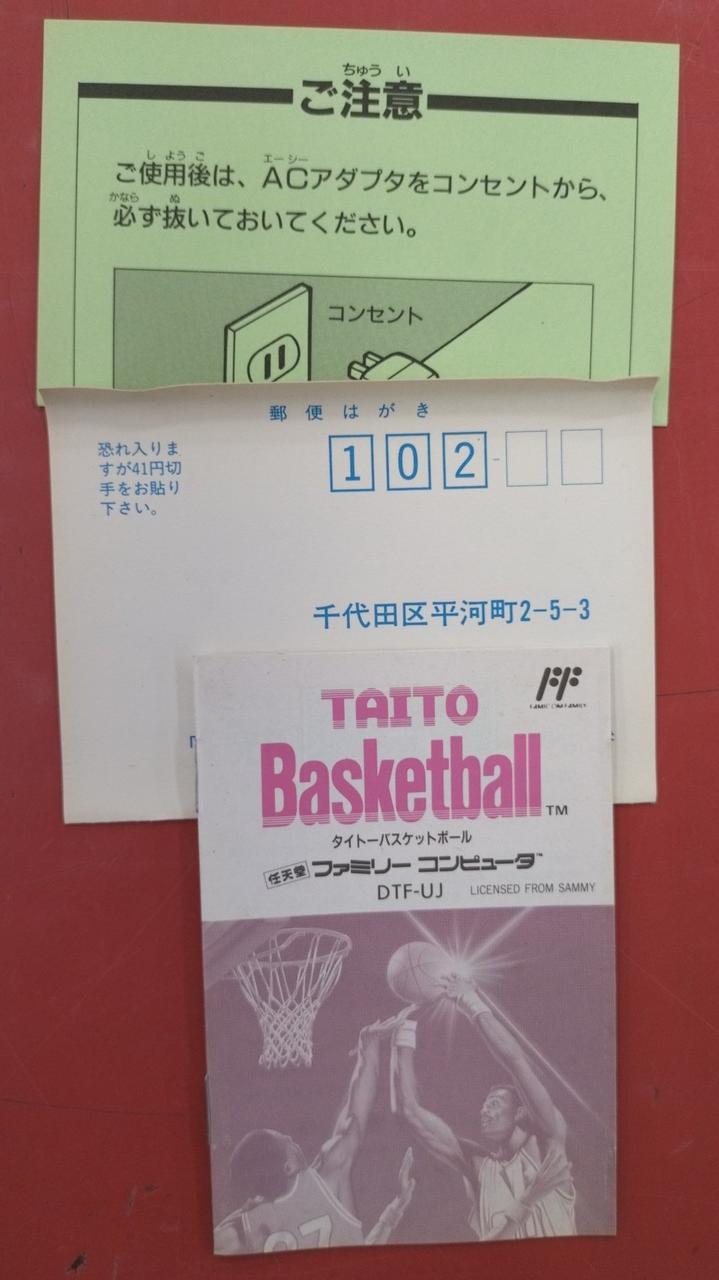 ちゅう い
ご注意
し よう ご エーシー
ご使用後は、ACアダプタをコンセントから、
かなら ぬ
必ず抜いておいてください。
コンセント
郵便はがき
恐れ入りま
すが41円切
手をお貼り
下さい。
102-
千代田区平河町2-5-3
FF
FAMICOM FAMILY
TAITO
Basketball™
タイトーバスケットボール
任天堂 ファミリー コンピュータ™
DTF-UJ LICENSED FROM SAMMY